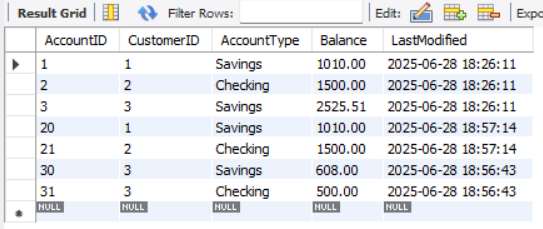 Result Grid Filter Rows: Edit: Expo
AccountID CustomerID AccountType Balance LastModified
1 1 Savings 1010.00 2025-06-28 18:26:11
2 2 Checking 1500.00 2025-06-28 18:26:11
3 3 Savings 2525.51 2025-06-28 18:26:11
20 1 Savings 1010.00 2025-06-28 18:57:14
21 2 Checking 1500.00 2025-06-28 18:57:14
30 3 Savings 608.00 2025-06-28 18:56:43
31 3 Checking 500.00 2025-06-28 18:56:43
NULL NULL NULL NULL NULL